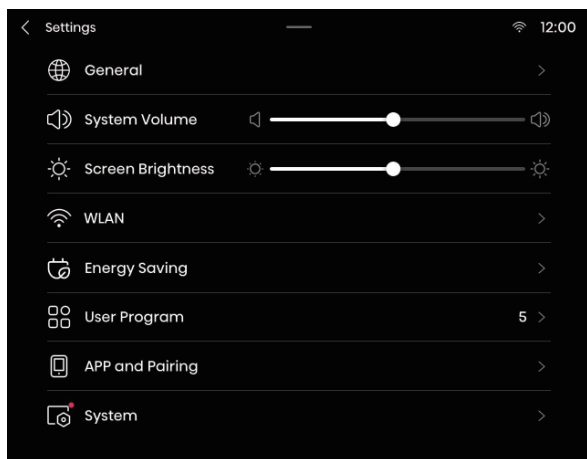 Settings 12:00
General
System Volume
Screen Brightness
WLAN
Energy Saving
User Program 5
APP and Pairing
System